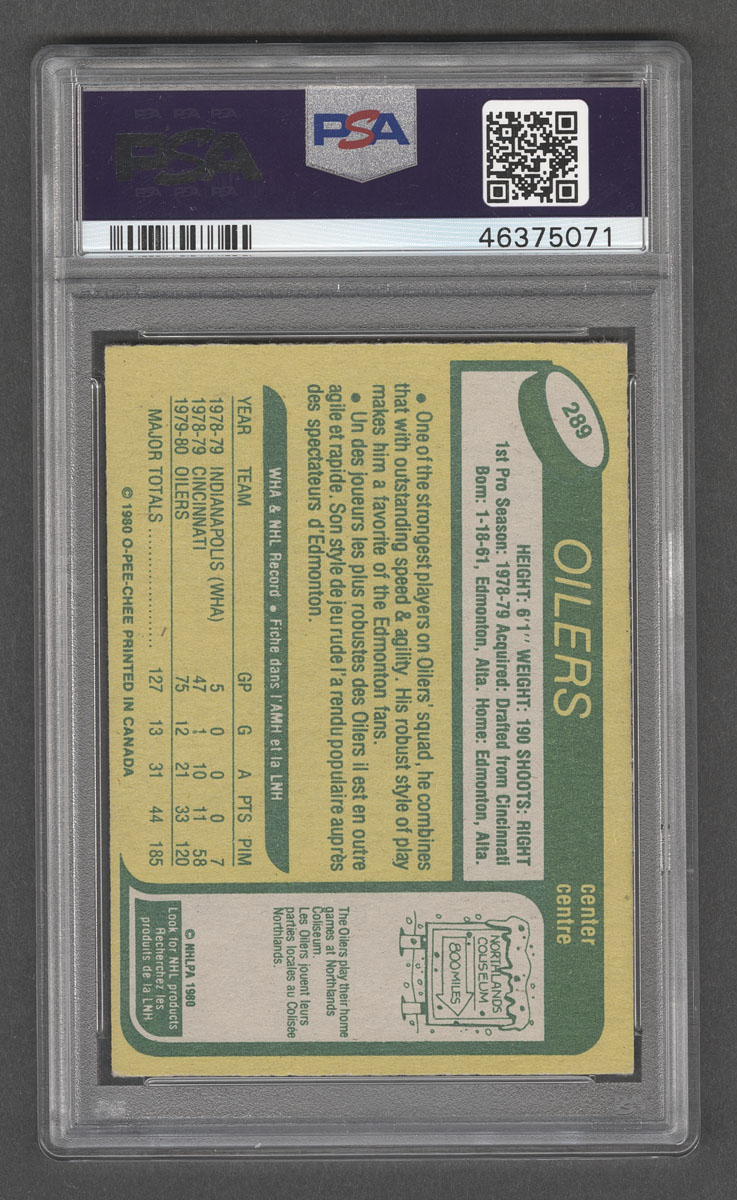 PSA PSA PSA
PSA
PSA PSA PSA
PSA
46375071
289
OILERS
center
centre
HEIGHT: 6'1'' WEIGHT: 190 SHOOTS: RIGHT
1st Pro Season: 1978-79 Acquired: Drafted from Cincinnati
Born: 1-18-61, Edmonton, Alta. Home: Edmonton, Alta.
• One of the strongest players on Oilers' squad, he combines
that with outstanding speed & agility. His robust style of play
makes him a favorite of the Edmonton fans.
• Un des joueurs les plus robustes des Oilers il est en outre
agile et rapide. Son style de jeu rude l'a rendu populaire auprès
des spectateurs d'Edmonton.
WHA & NHL Record • Fiche dans l'AMH et la LNH
YEAR TEAM GP G A PTS PIM
1978-79 INDIANAPOLIS (WHA) 5 0 0 0 7
1978-79 CINCINNATI 47 1 10 11 58
1979-80 OILERS 75 12 21 33 120
MAJOR TOTALS ..................... 127 13 31 44 185
© 1980 O-PEE-CHEE PRINTED IN CANADA
NORTHLANDS
COLISEUM
800 MILES
The Oilers play their home
games at Northlands
Coliseum.
Les Oilers jouent leurs
parties locales au Colisée
Northlands.
© NHLPA 1980
Look for NHL products
Recherchez les
produits de la LNH